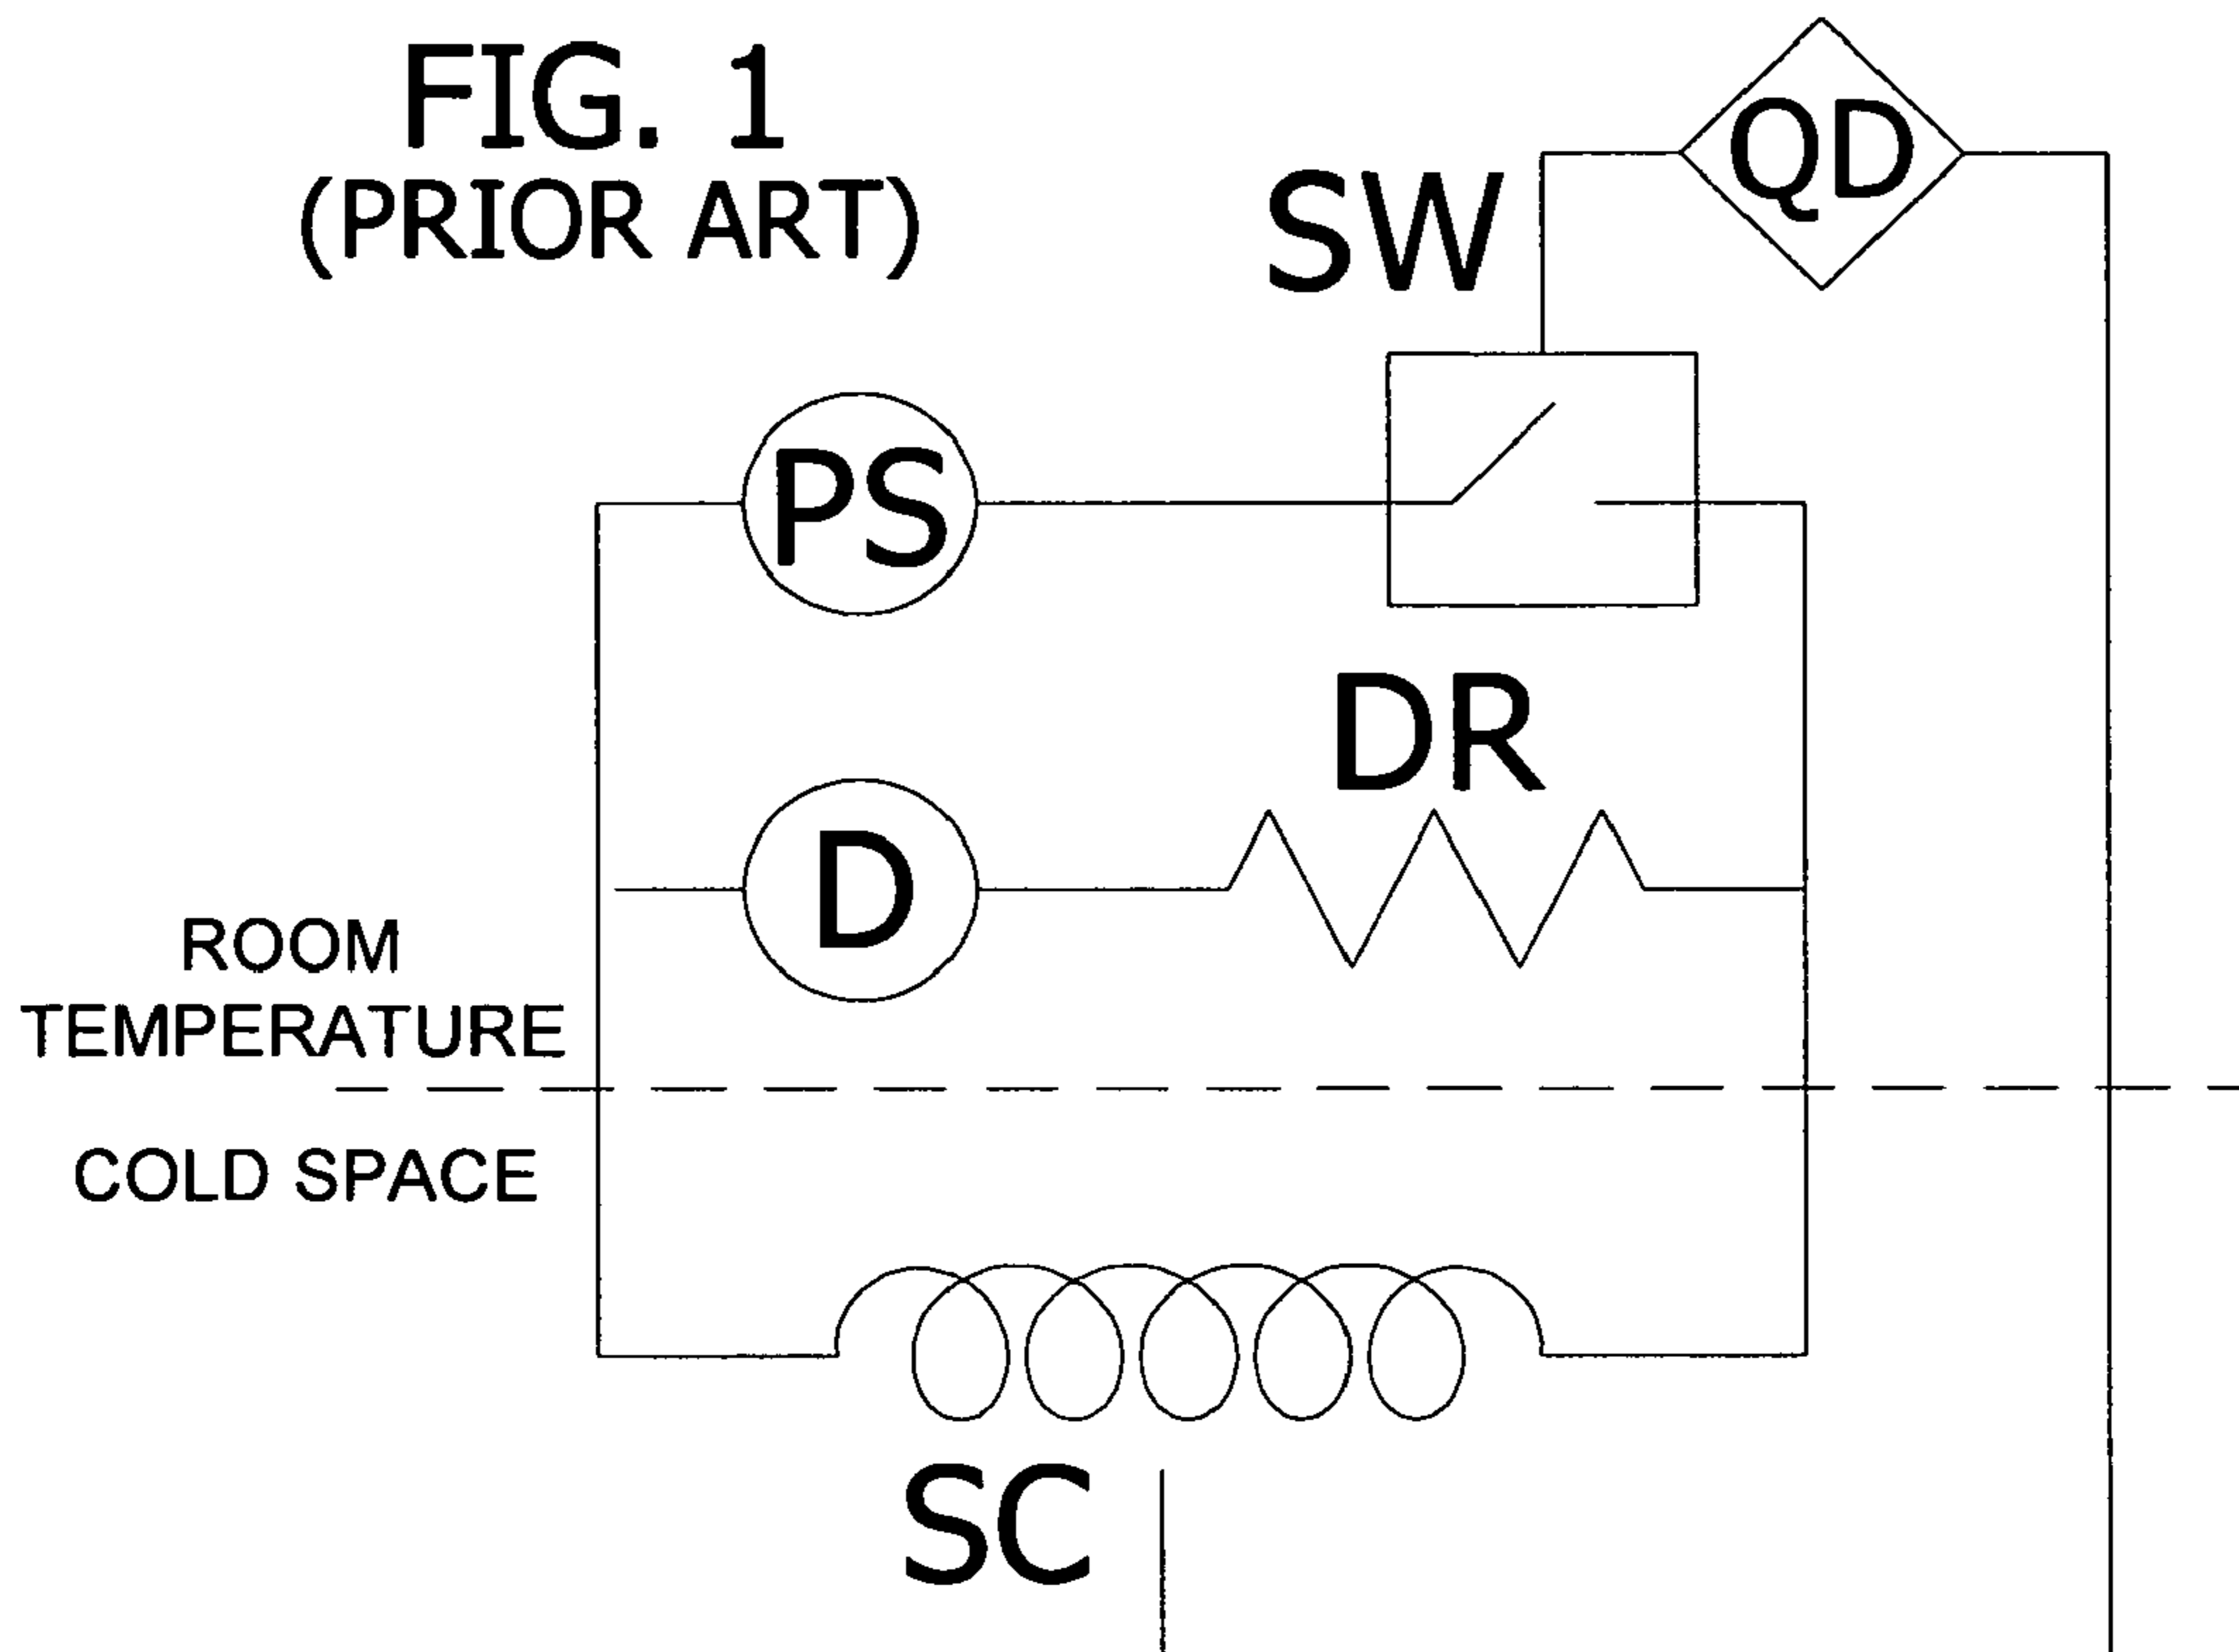 FIG. 1
(PRIOR ART)
QD
SW
PS
DR
D
ROOM
TEMPERATURE
COLD SPACE
SC